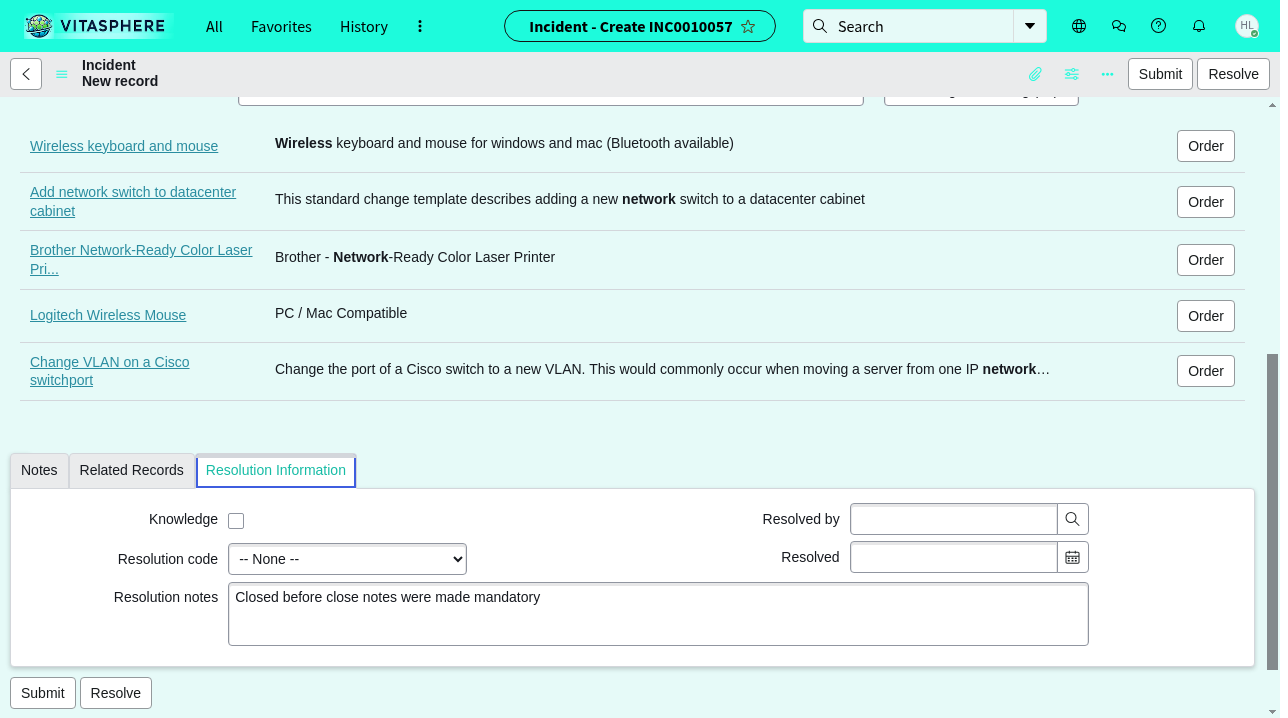 VITASPHERE
All
Favorites
History
Incident - Create INC0010057
Search
HL
Incident
New record
Submit
Resolve
Wireless keyboard and mouse
Wireless keyboard and mouse for windows and mac (Bluetooth available)
Order
Add network switch to datacenter
cabinet
This standard change template describes adding a new network switch to a datacenter cabinet
Order
Brother Network-Ready Color Laser
Pri...
Brother - Network-Ready Color Laser Printer
Order
Logitech Wireless Mouse
PC / Mac Compatible
Order
Change VLAN on a Cisco
switchport
Change the port of a Cisco switch to a new VLAN. This would commonly occur when moving a server from one IP network…
Order
Notes
Related Records
Resolution Information
Knowledge
Resolved by
Resolution code
-- None --
Resolved
Resolution notes
Closed before close notes were made mandatory
Submit
Resolve